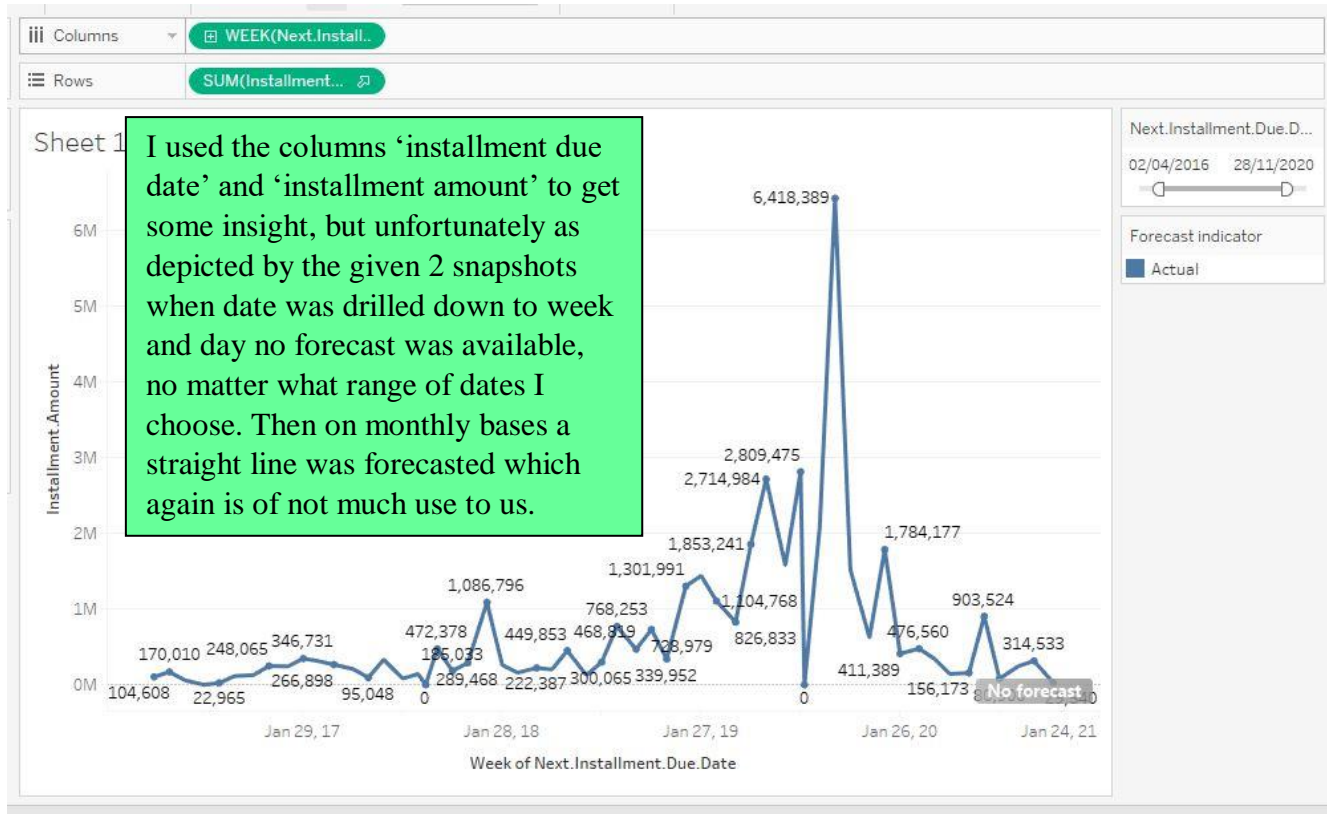 Columns
WEEK(Next.Install..
Rows
SUM(Installment...
Sheet 1
I used the columns ‘installment due
date’ and ‘installment amount’ to get
some insight, but unfortunately as
depicted by the given 2 snapshots
when date was drilled down to week
and day no forecast was available,
no matter what range of dates I
choose. Then on monthly bases a
straight line was forecasted which
again is of not much use to us.
Next.Installment.Due.D...
02/04/2016 28/11/2020
Forecast indicator
Actual
Installment.Amount
6M
5M
4M
3M
2M
1M
0M
6,418,389
2,809,475
2,714,984
1,853,241
1,784,177
1,301,991
1,086,796
1,104,768
903,524
768,253
826,833
472,378
449,853
468,819
728,979
476,560
314,533
170,010
248,065
346,731
185,033
411,389
104,608
22,965
266,898
95,048
0
289,468
222,387
300,065
339,952
0
156,173
No forecast
Jan 29, 17
Jan 28, 18
Jan 27, 19
Jan 26, 20
Jan 24, 21
Week of Next.Installment.Due.Date